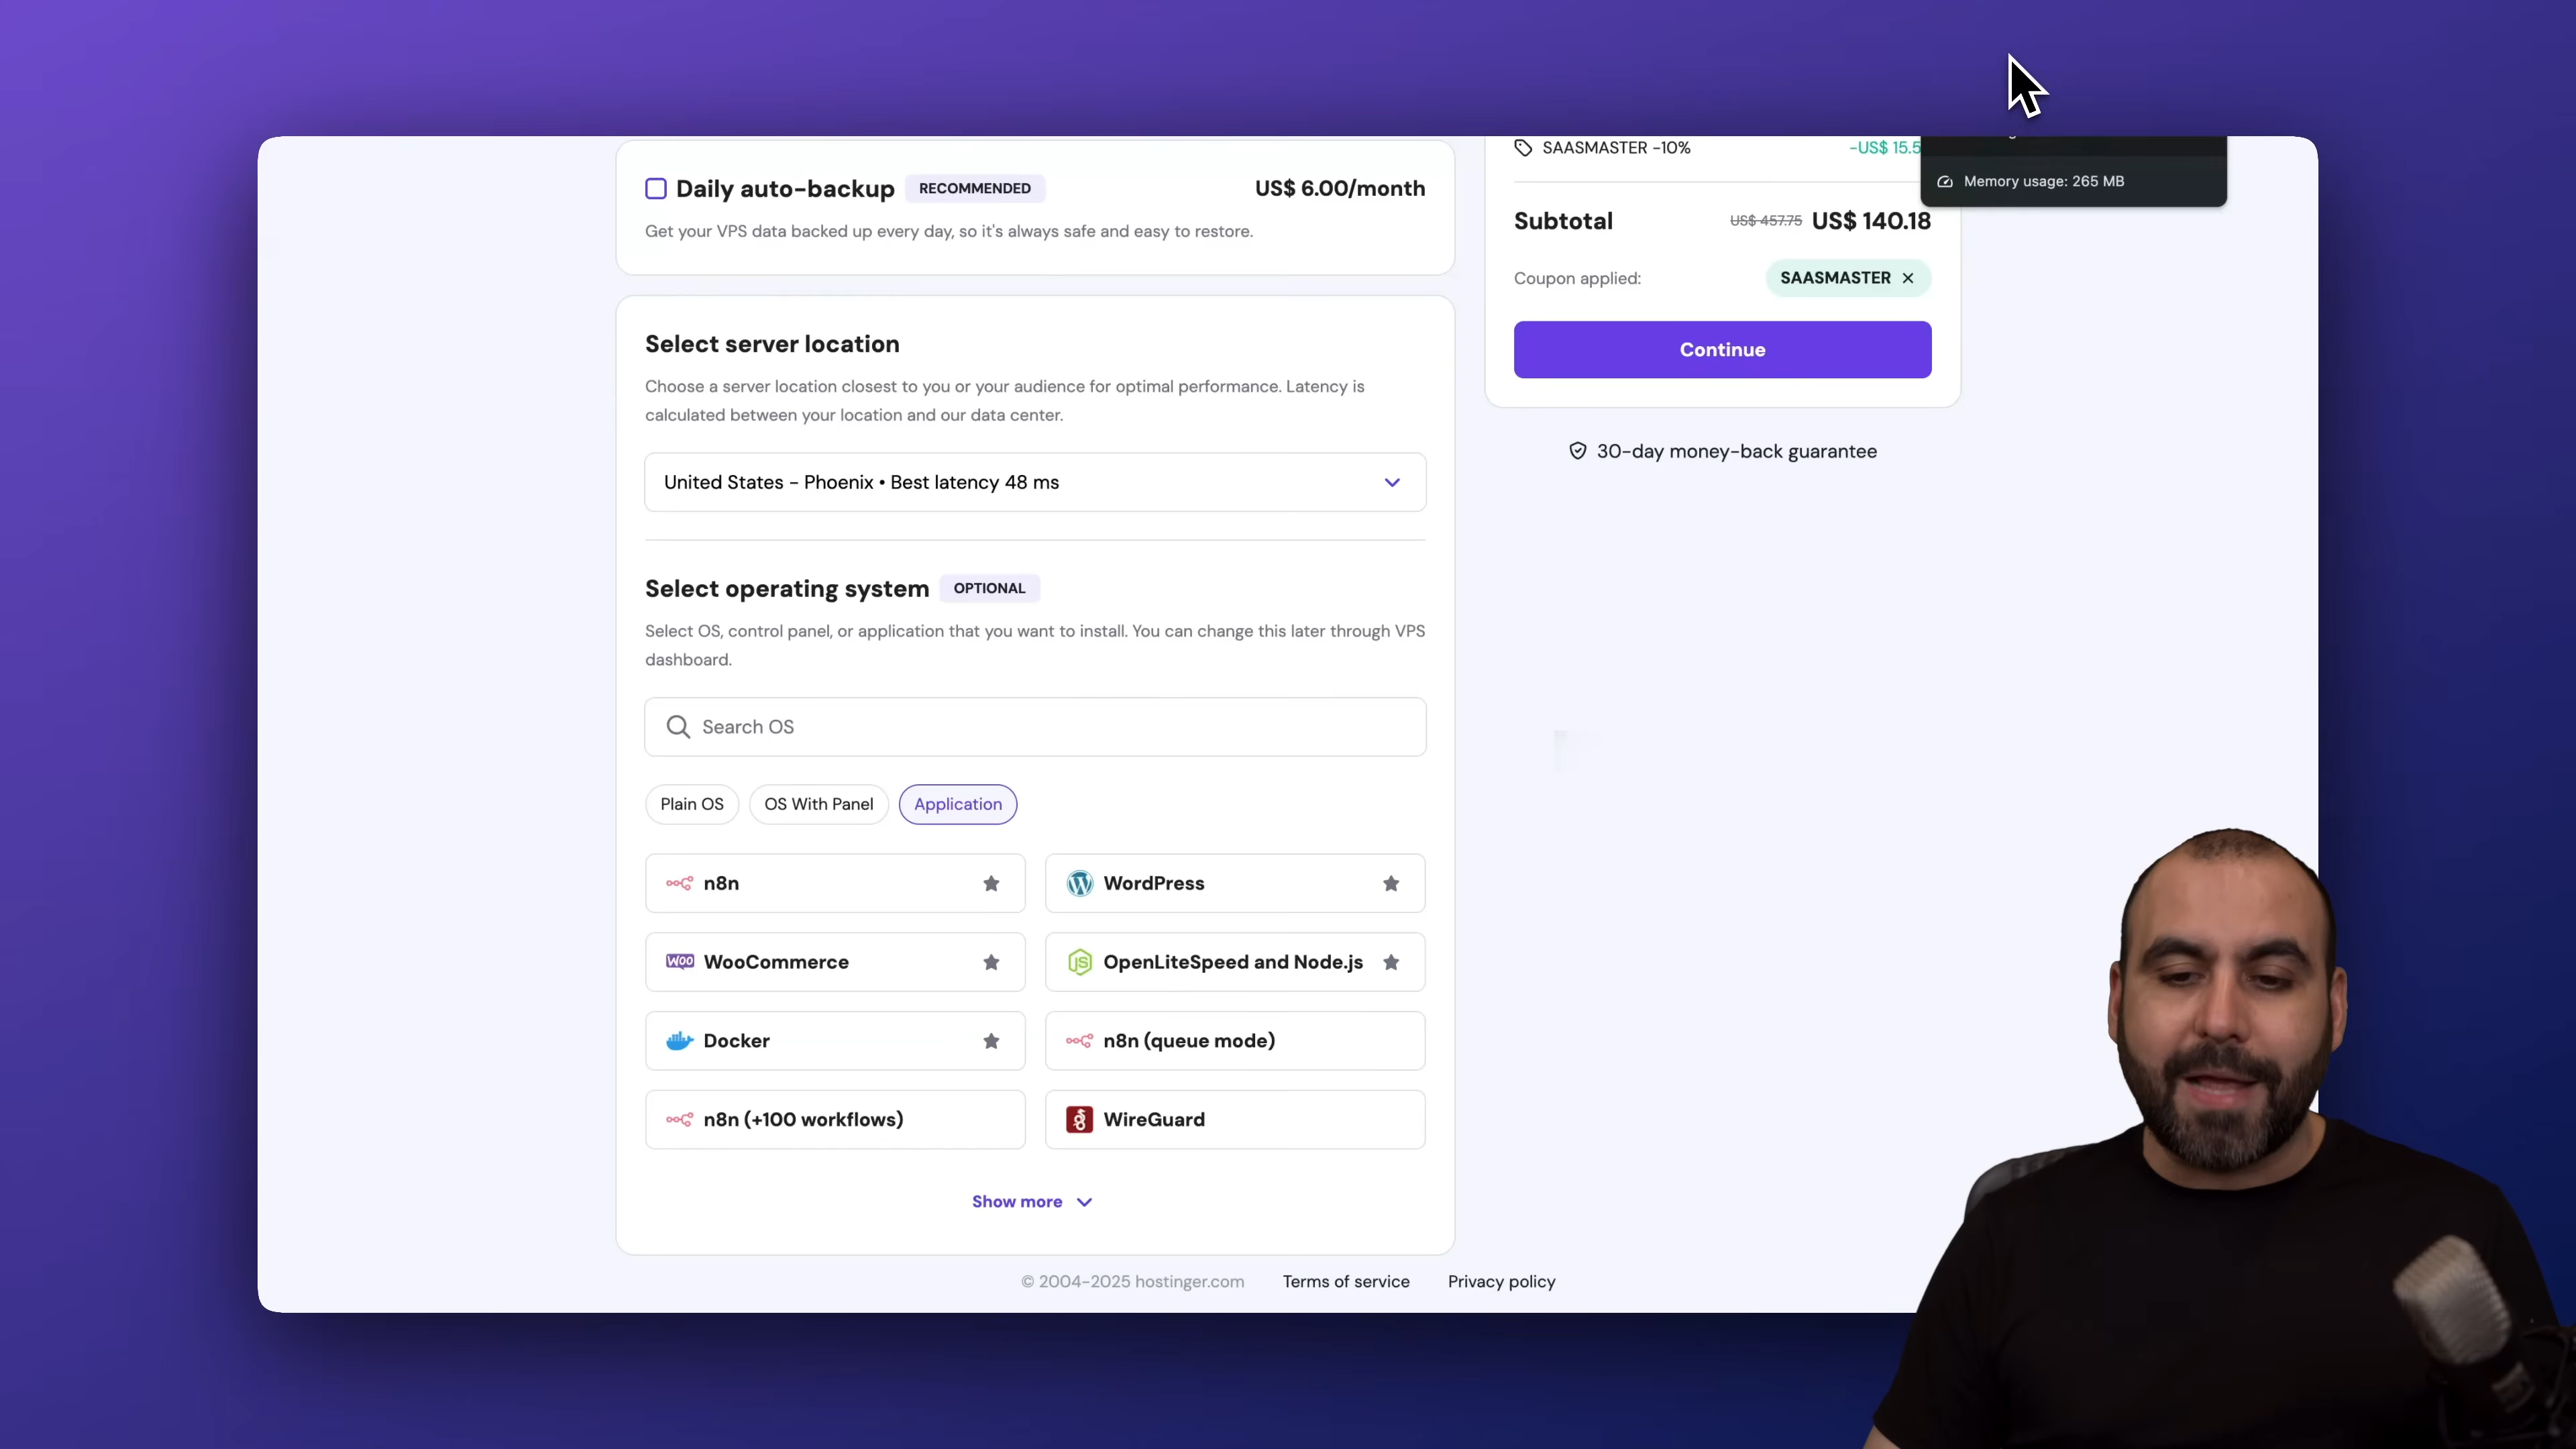 Daily auto-backup RECOMMENDED US$ 6.00/month
Get your VPS data backed up every day, so it's always safe and easy to restore.
Select server location
Choose a server location closest to you or your audience for optimal performance. Latency is
calculated between your location and our data center.
United States - Phoenix • Best latency 48 ms
Select operating system OPTIONAL
Select OS, control panel, or application that you want to install. You can change this later through VPS
dashboard.
Search OS
Plain OS OS With Panel Application
n8n WordPress
WOO WooCommerce JS OpenLiteSpeed and Node.js
Docker n8n (queue mode)
n8n (+100 workflows) WireGuard
Show more
SAASMASTER -10% -US$ 15.5
Memory usage: 265 MB
Subtotal US$ 457.75 US$ 140.18
Coupon applied: SAASMASTER ×
Continue
30-day money-back guarantee
© 2004-2025 hostinger.com Terms of service Privacy policy